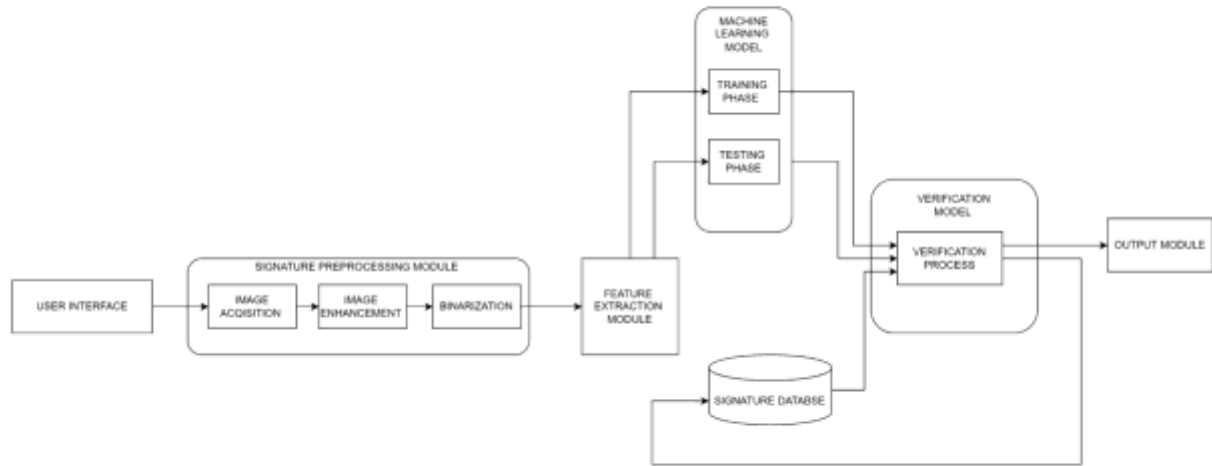 MACHINE
LEARNING
MODEL
TRAINING
PHASE
TESTING
PHASE
VERIFICATION
MODEL
VERIFICATION
PROCESS
OUTPUT MODULE
SIGNATURE PREPROCESSING MODULE
USER INTERFACE
IMAGE
ACQISITION
IMAGE
ENHANCEMENT
BINARIZATION
FEATURE
EXTRACTION
MODULE
SIGNATURE DATABSE